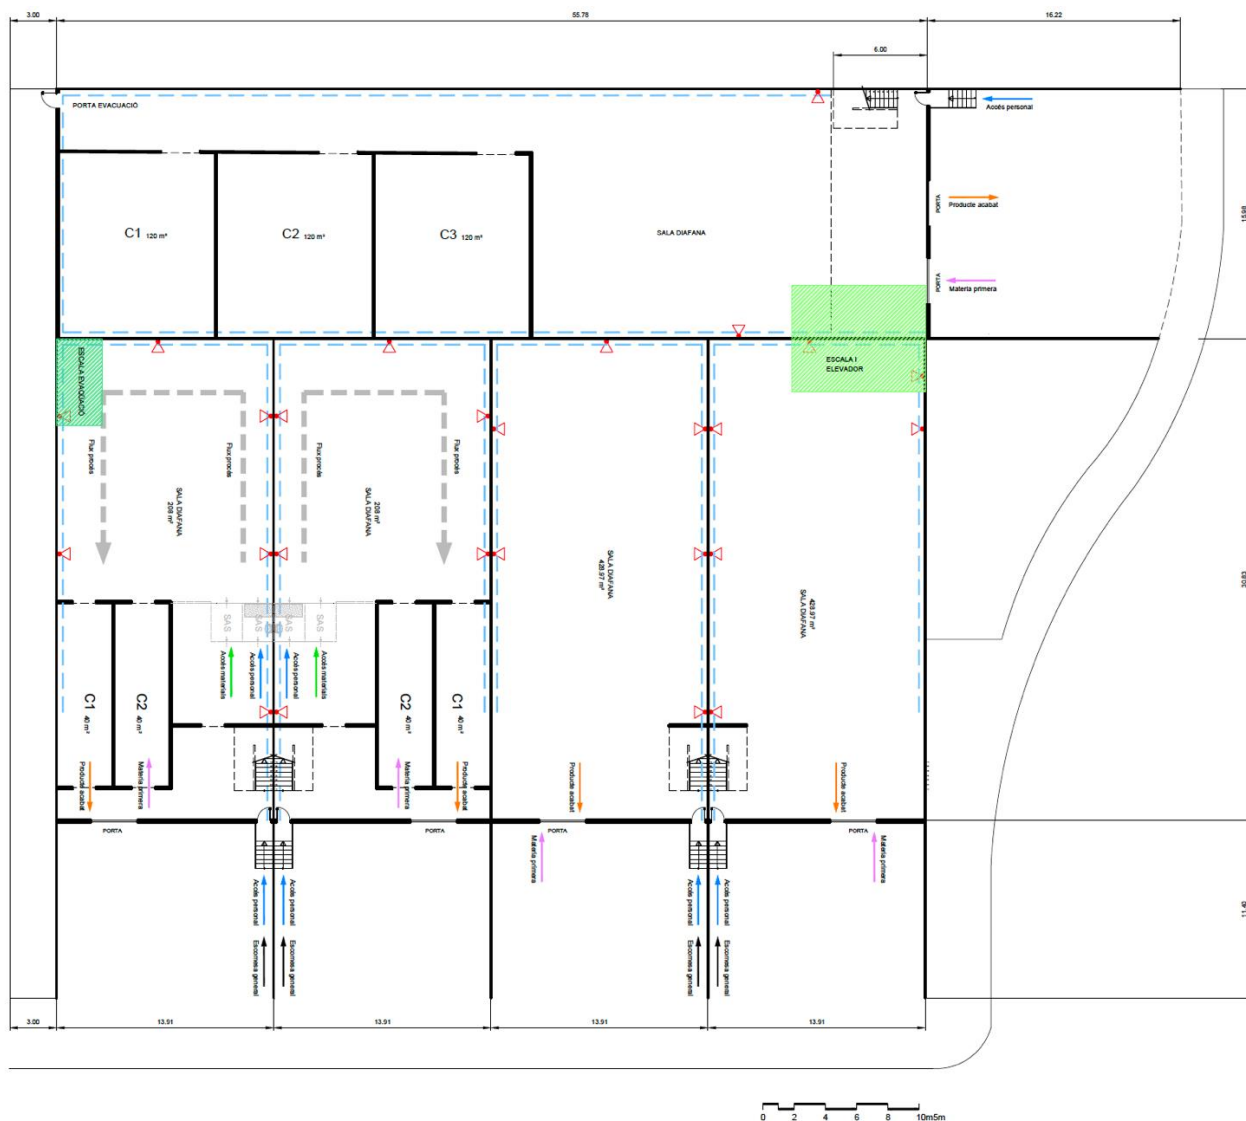 3.00
55.78
16.22
6.00
PORTA EVACUACIÓ
Accés personal
PORTA
Producte acabat
15.98
C1 120 m²
C2 120 m²
C3 120 m²
SALA DIAFANA
PORTA
Materia primera
ESCALA EVAQUACIÓ
ESCALA I
ELEVADOR
Flux procés
Flux procés
Flux procés
Flux procés
SALA DIAFANA
208 m²
208 m²
SALA DIAFANA
SALA DIAFANA
428.97 m²
428.97 m²
SALA DIAFANA
30.83
SAS
SAS
SAS
SAS
Accés materials
Accés personal
Accés personal
Accés materials
C1
40 m²
C2
40 m²
C2
40 m²
C1
40 m²
Producte acabat
Materia primera
Materia primera
Producte acabat
Producte acabat
Producte acabat
PORTA
PORTA
PORTA
PORTA
Materia primera
Materia primera
Accés personal
Accés personal
Accés personal
Accés personal
11.40
Escomesa general
Escomesa general
Escomesa general
Escomesa general
3.00
13.91
13.91
13.91
13.91
0 2 4 6 8 10m5m